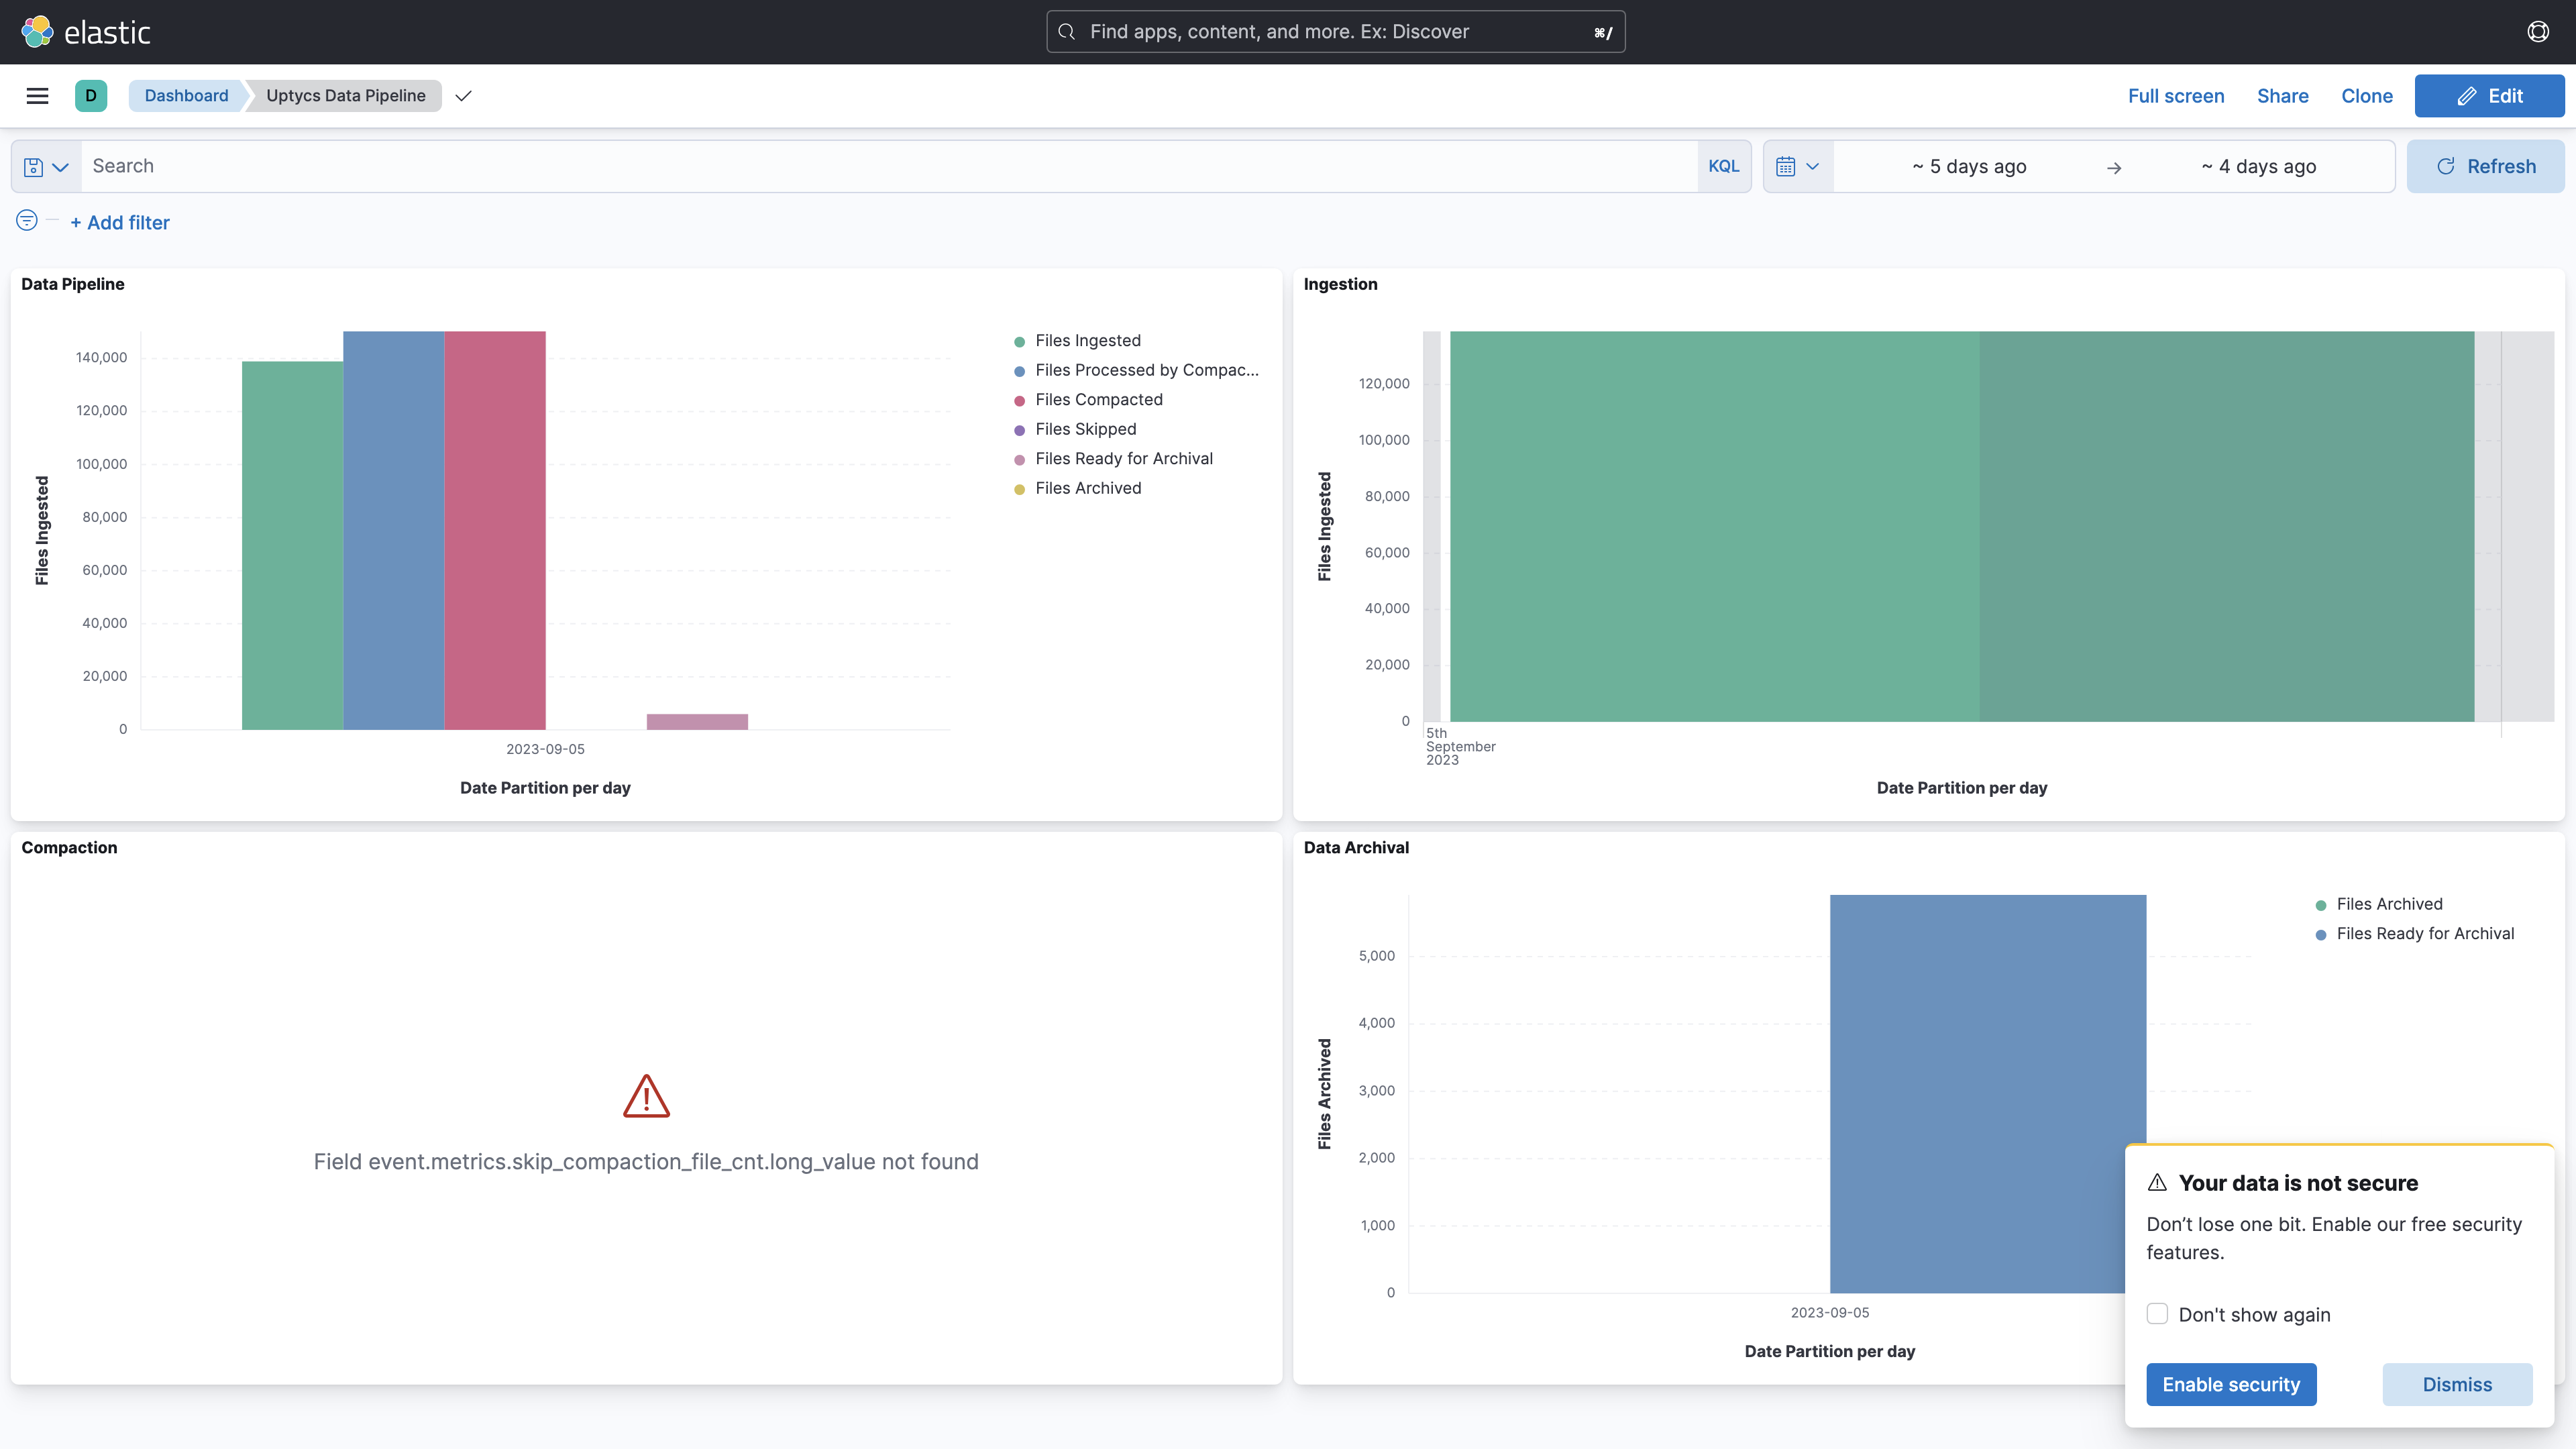 elastic
Find apps, content, and more. Ex: Discover
⌘/
D
Dashboard
Uptycs Data Pipeline
Full screen
Share
Clone
Edit
Search
KQL
~ 5 days ago
→
~ 4 days ago
Refresh
+ Add filter
Data Pipeline
140,000
120,000
100,000
80,000
60,000
40,000
20,000
0
Files Ingested
2023-09-05
Date Partition per day
Files Ingested
Files Processed by Compac...
Files Compacted
Files Skipped
Files Ready for Archival
Files Archived
Ingestion
120,000
100,000
80,000
60,000
40,000
20,000
0
Files Ingested
5th
September
2023
Date Partition per day
Compaction
Field event.metrics.skip_compaction_file_cnt.long_value not found
Data Archival
5,000
4,000
3,000
2,000
1,000
0
Files Archived
2023-09-05
Date Partition per day
Files Archived
Files Ready for Archival
Your data is not secure
Don’t lose one bit. Enable our free security
features.
Don't show again
Enable security
Dismiss